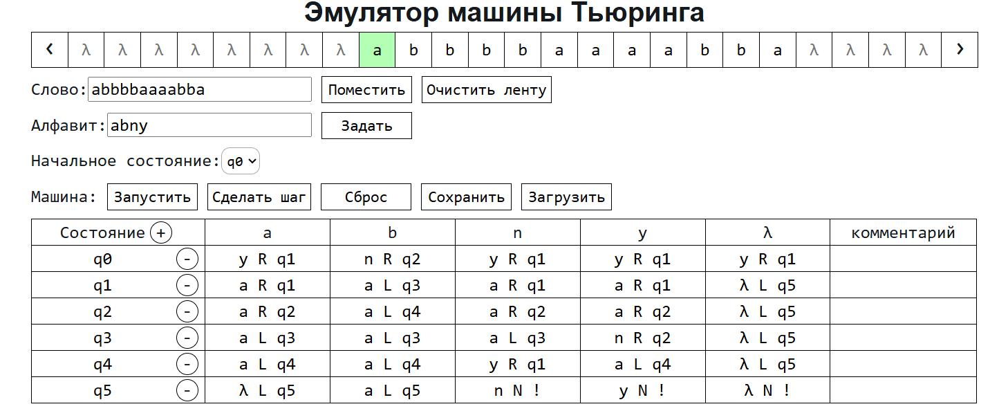 Эмулятор машины Тьюринга
‹ λ λ λ λ λ λ λ λ a b b b b a a a a b b a λ λ λ λ ›
Слово: abbbbaaaabba Поместить Очистить ленту
Алфавит: abny Задать
Начальное состояние: q0
Машина: Запустить Сделать шаг Сброс Сохранить Загрузить
Состояние + a b n y λ комментарий
q0 - y R q1 n R q2 y R q1 y R q1 y R q1
q1 - a R q1 a L q3 a R q1 a R q1 λ L q5
q2 - a R q2 a L q4 a R q2 a R q2 λ L q5
q3 - a L q3 a L q3 a L q3 n R q2 λ L q5
q4 - a L q4 a L q4 y R q1 a L q4 λ L q5
q5 - λ L q5 a L q5 n N ! y N ! λ N !